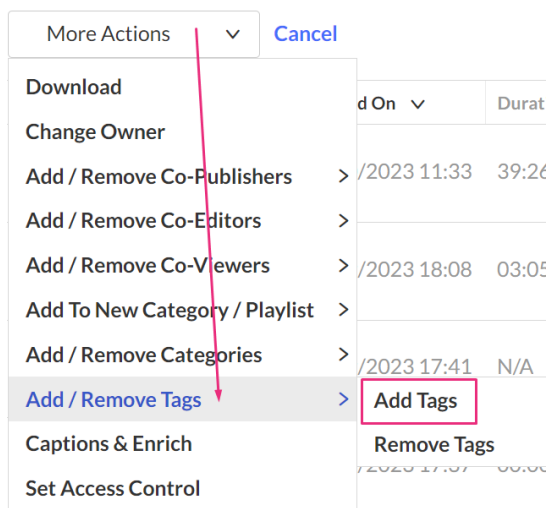 More Actions Cancel
Download
Change Owner
d On Durat
Add / Remove Co-Publishers /2023 11:33 39:26
Add / Remove Co-Editors
Add / Remove Co-Viewers /2023 18:08 03:05
Add To New Category / Playlist
Add / Remove Categories /2023 17:41 N/A
Add / Remove Tags Add Tags
Captions & Enrich Remove Tags
Set Access Control